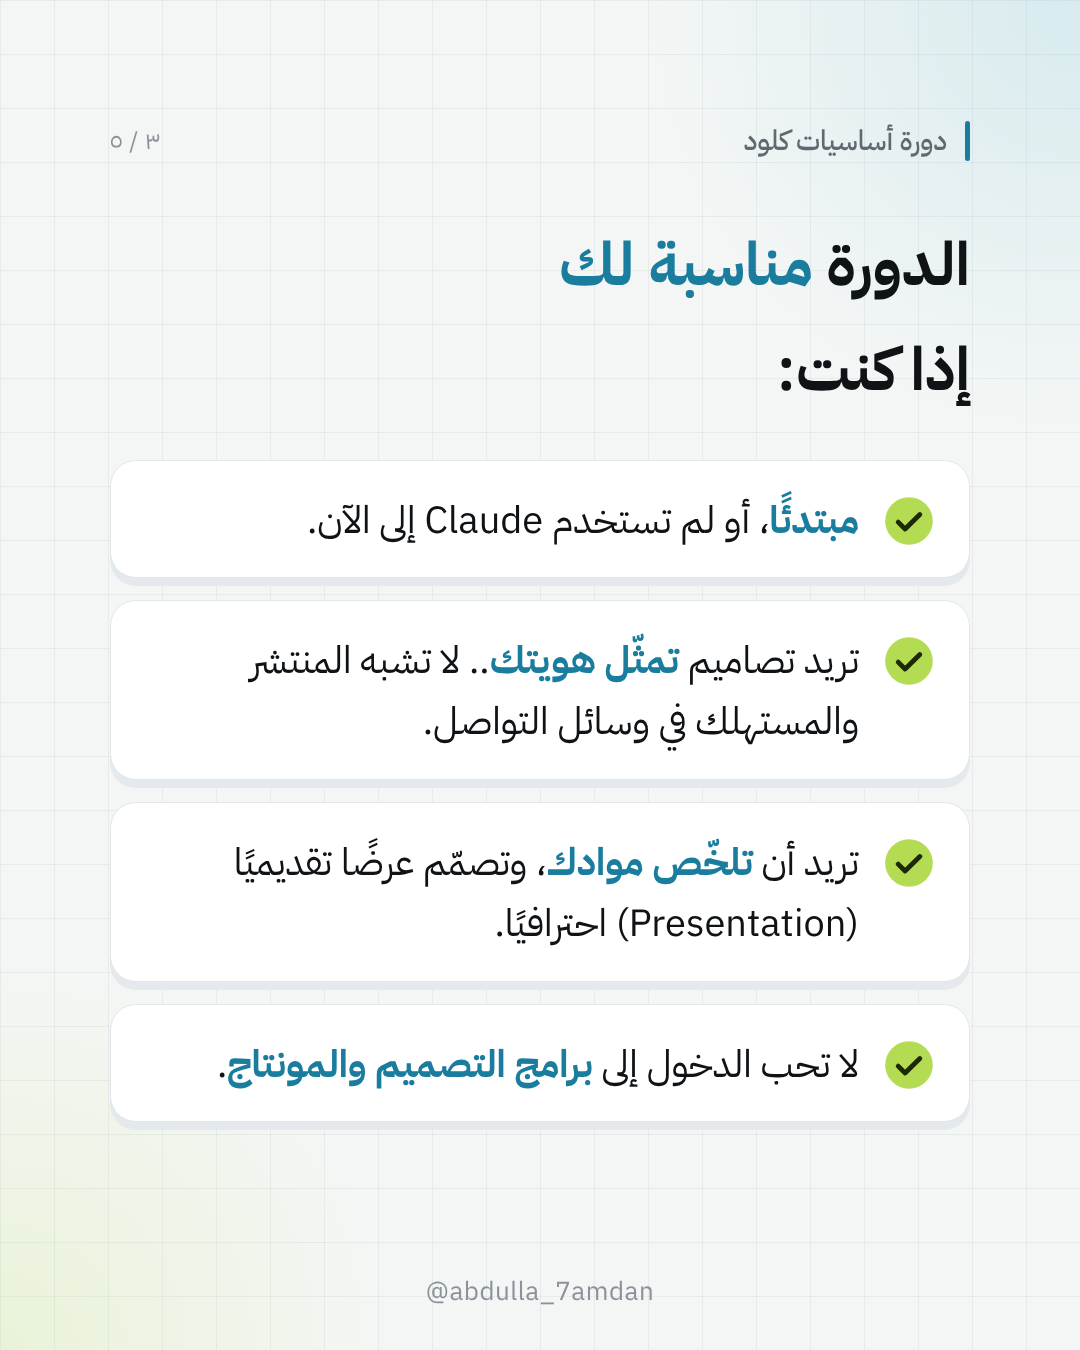 دورة أساسيات كلود
٣ / ٥
الدورة مناسبة لك
إذا كنت:
مبتدئًا، أو لم تستخدم Claude إلى الآن.
تريد تصاميم تمثّل هويتك.. لا تشبه المنتشر
والمستهلك في وسائل التواصل.
تريد أن تلخّص موادك، وتصمّم عرضًا تقديميًا
(Presentation) احترافيًا.
لا تحب الدخول إلى برامج التصميم والمونتاج.
@abdulla_7amdan